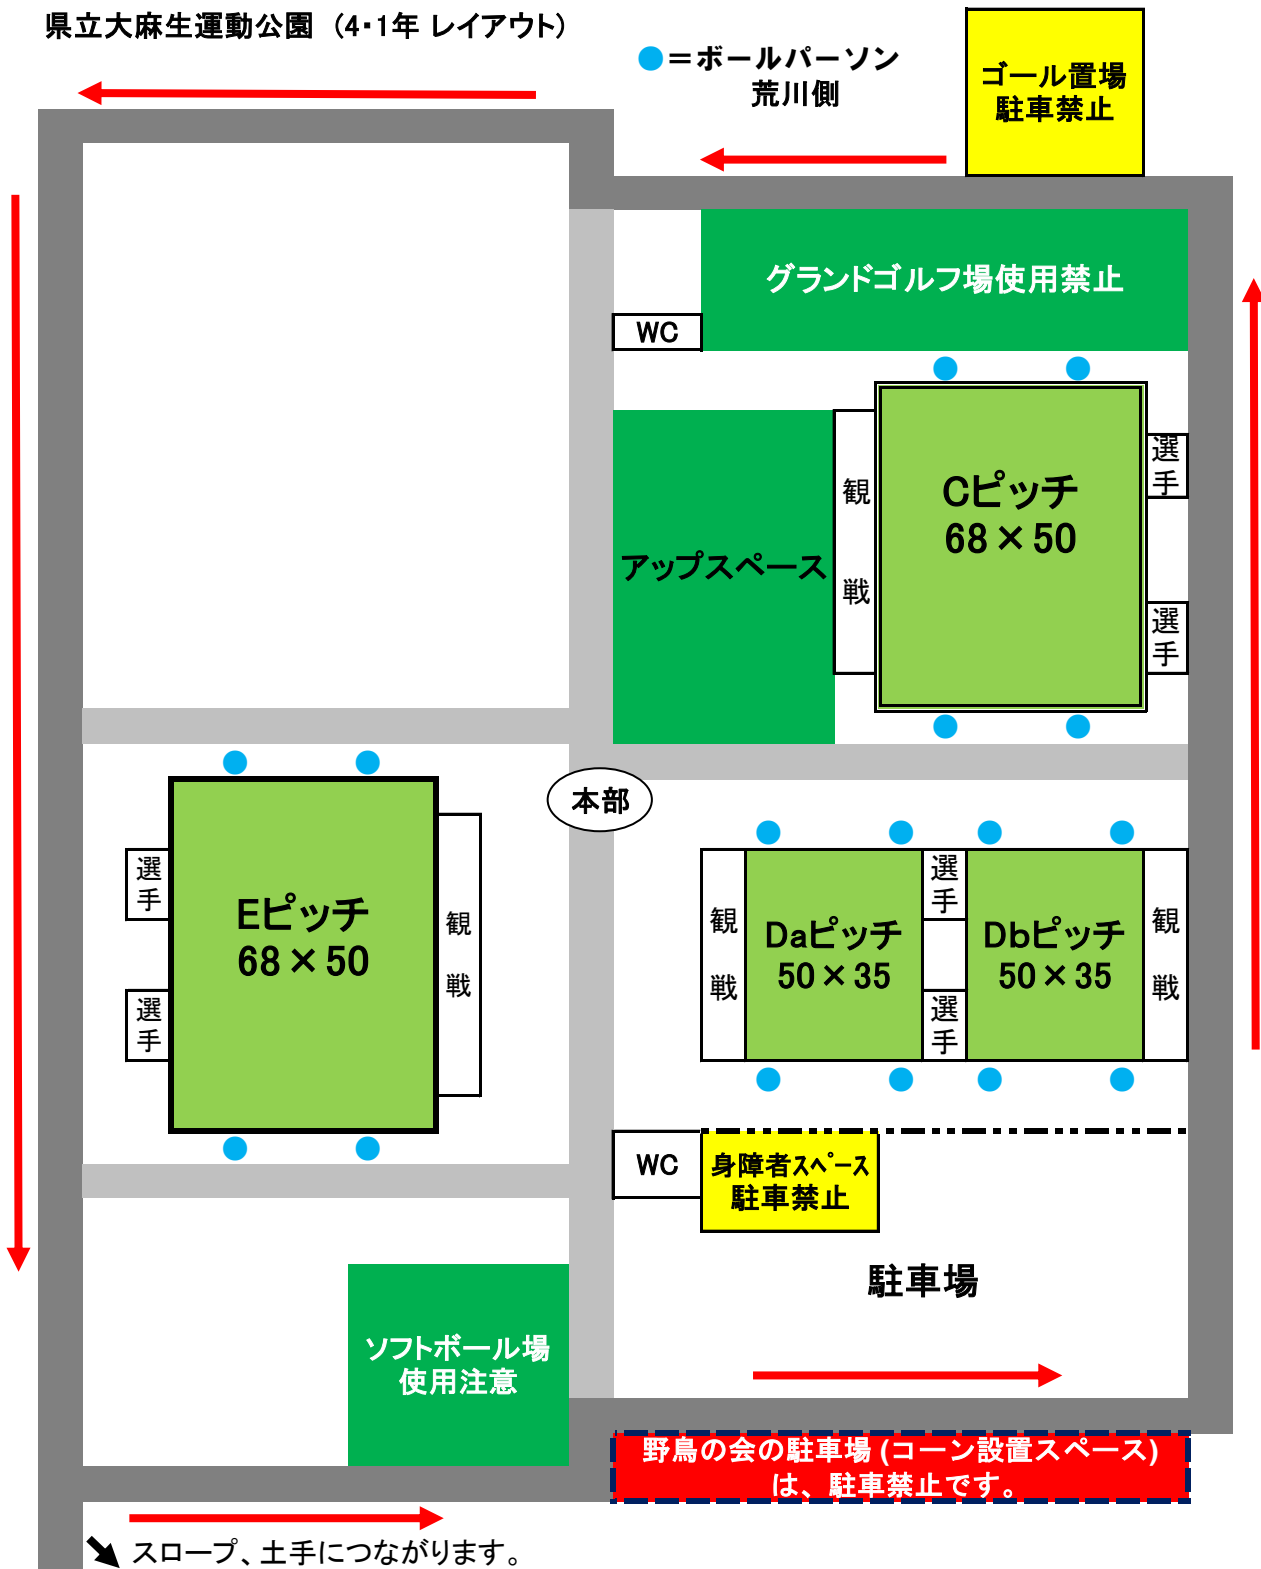 県立大麻生運動公園 (4・1年 レイアウト)
●=ボールパーソン
荒川側
ゴール置場
駐車禁止
グランドゴルフ場使用禁止
WC
アップスペース
観
戦
Cピッチ
68×50
選
手
選
手
本部
Eピッチ
68×50
選
手
選
手
観
戦
観
戦
Daピッチ
50×35
選
手
選
手
Dbピッチ
50×35
観
戦
WC
身障者スペース
駐車禁止
駐車場
ソフトボール場
使用注意
野鳥の会の駐車場(コーン設置スペース)
は、駐車禁止です。
スロープ、土手につながります。